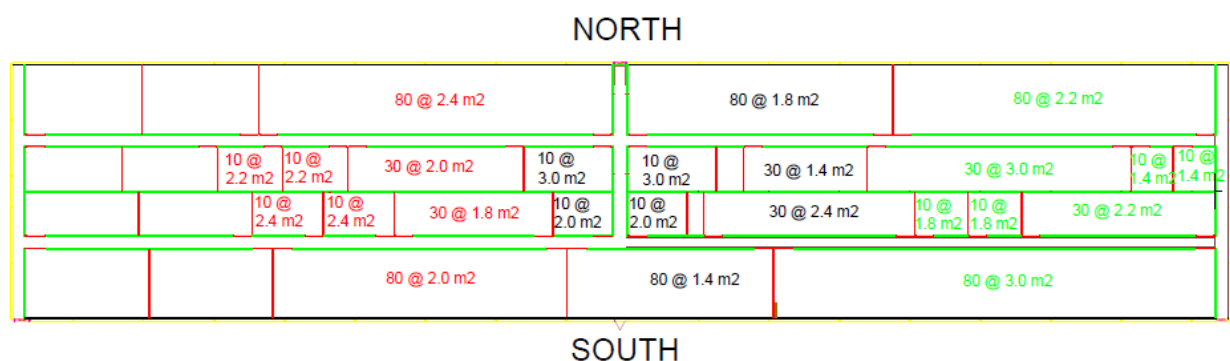 NORTH
80 @ 2.4 m2
80 @ 1.8 m2
80 @ 2.2 m2
10 @
2.2 m2
10 @
2.2 m2
30 @ 2.0 m2
10 @
3.0 m2
10 @
3.0 m2
30 @ 1.4 m2
30 @ 3.0 m2
10 @
1.4 m2
10 @
1.4 m2
10 @
2.4 m2
10 @
2.4 m2
30 @ 1.8 m2
10 @
2.0 m2
10 @
2.0 m2
30 @ 2.4 m2
10 @
1.8 m2
10 @
1.8 m2
30 @ 2.2 m2
80 @ 2.0 m2
80 @ 1.4 m2
80 @ 3.0 m2
SOUTH